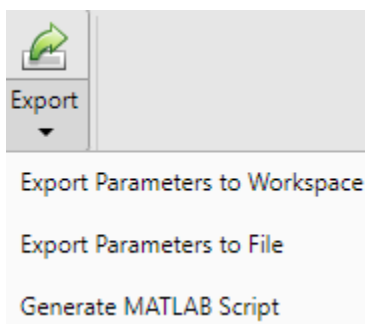 Export
Export Parameters to Workspace
Export Parameters to File
Generate MATLAB Script